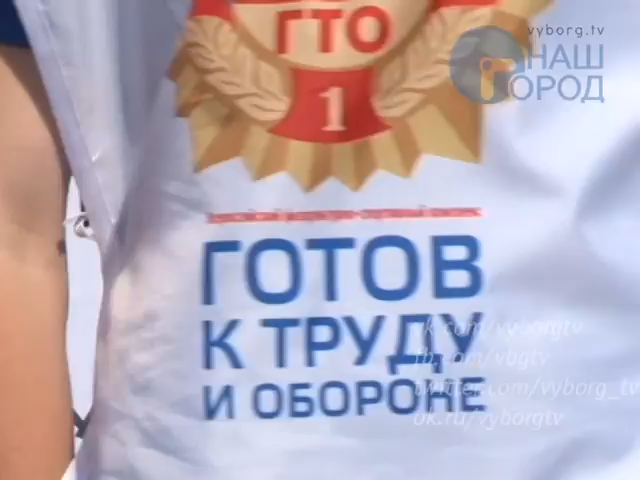 vyborg.tv
НАШ
ГОРОД
ГТО
1
ГОТОВ
К ТРУДУ
И ОБОРОНЕ
vk.com/vyborgtv
fb.com/vbgtv
twitter.com/vyborg_tv
ok.ru/vyborgtv